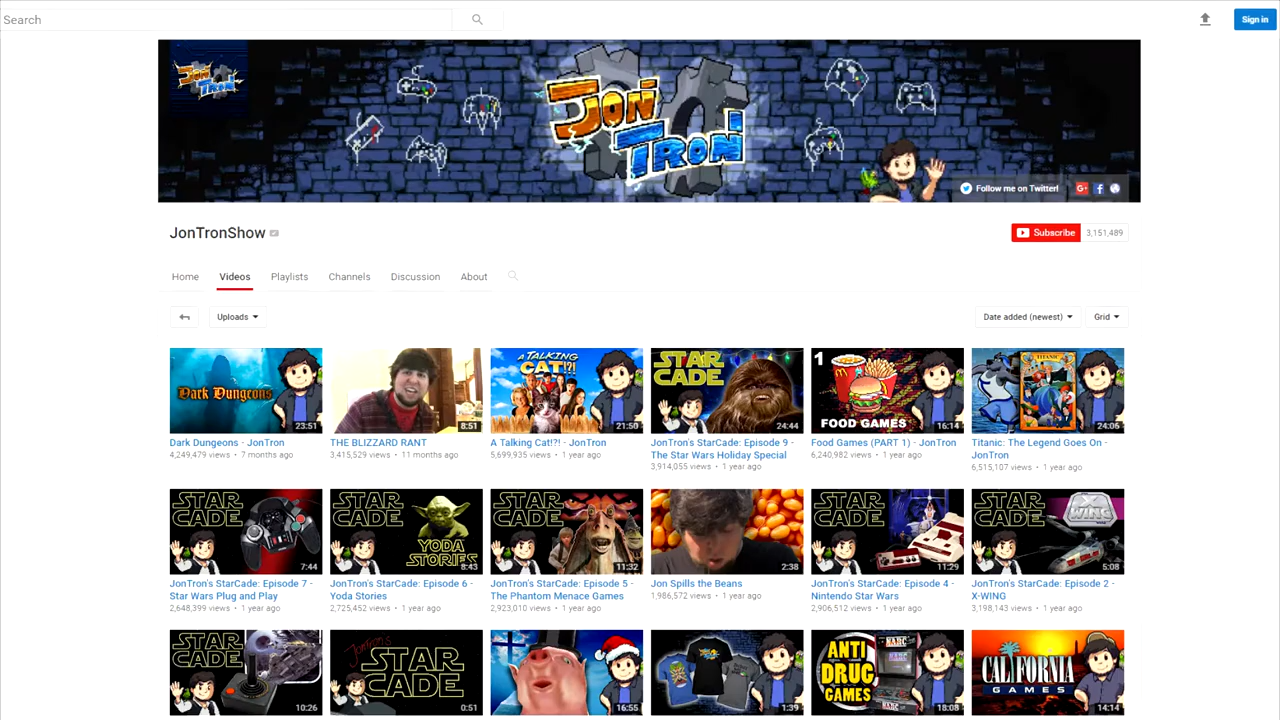 Search
Sign in
JON
TRON
JON
TRON
Follow me on Twitter!
JonTronShow
Subscribe 3,151,489
Home Videos Playlists Channels Discussion About
Uploads
Date added (newest) Grid
Dark Dungeons
23:51
8:51
A TALKING
CAT!?!
21:50
STAR
CADE
24:44
1
FOOD GAMES
16:14
TITANIC
24:06
Dark Dungeons - JonTron
4,249,479 views • 7 months ago
THE BLIZZARD RANT
3,415,529 views • 11 months ago
A Talking Cat!?! - JonTron
5,699,935 views • 1 year ago
JonTron's StarCade: Episode 9 -
The Star Wars Holiday Special
3,914,055 views • 1 year ago
Food Games (PART 1) - JonTron
6,240,982 views • 1 year ago
Titanic: The Legend Goes On -
JonTron
6,515,107 views • 1 year ago
STAR
CADE
7:44
STAR
CADE
YODA
STORIES
8:43
STAR
CADE
11:32
2:38
STAR
CADE
11:29
STAR
CADE
X
WING
5:08
JonTron's StarCade: Episode 7 -
Star Wars Plug and Play
2,648,399 views • 1 year ago
JonTron's StarCade: Episode 6 -
Yoda Stories
2,725,452 views • 1 year ago
JonTron's StarCade: Episode 5 -
The Phantom Menace Games
2,923,010 views • 1 year ago
Jon Spills the Beans
1,986,572 views • 1 year ago
JonTron's StarCade: Episode 4 -
Nintendo Star Wars
2,906,512 views • 1 year ago
JonTron's StarCade: Episode 2 -
X-WING
3,198,143 views • 1 year ago
STAR
CADE
10:26
JonTron's
STAR
CADE
0:51
16:55
1:39
ANTI
DRUG
GAMES
NARC
18:08
CALIFORNIA
GAMES
14:14